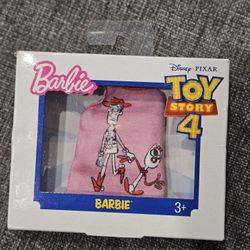 Barbie
Disney · PIXAR
TOY
STORY
4
BARBIE
3+